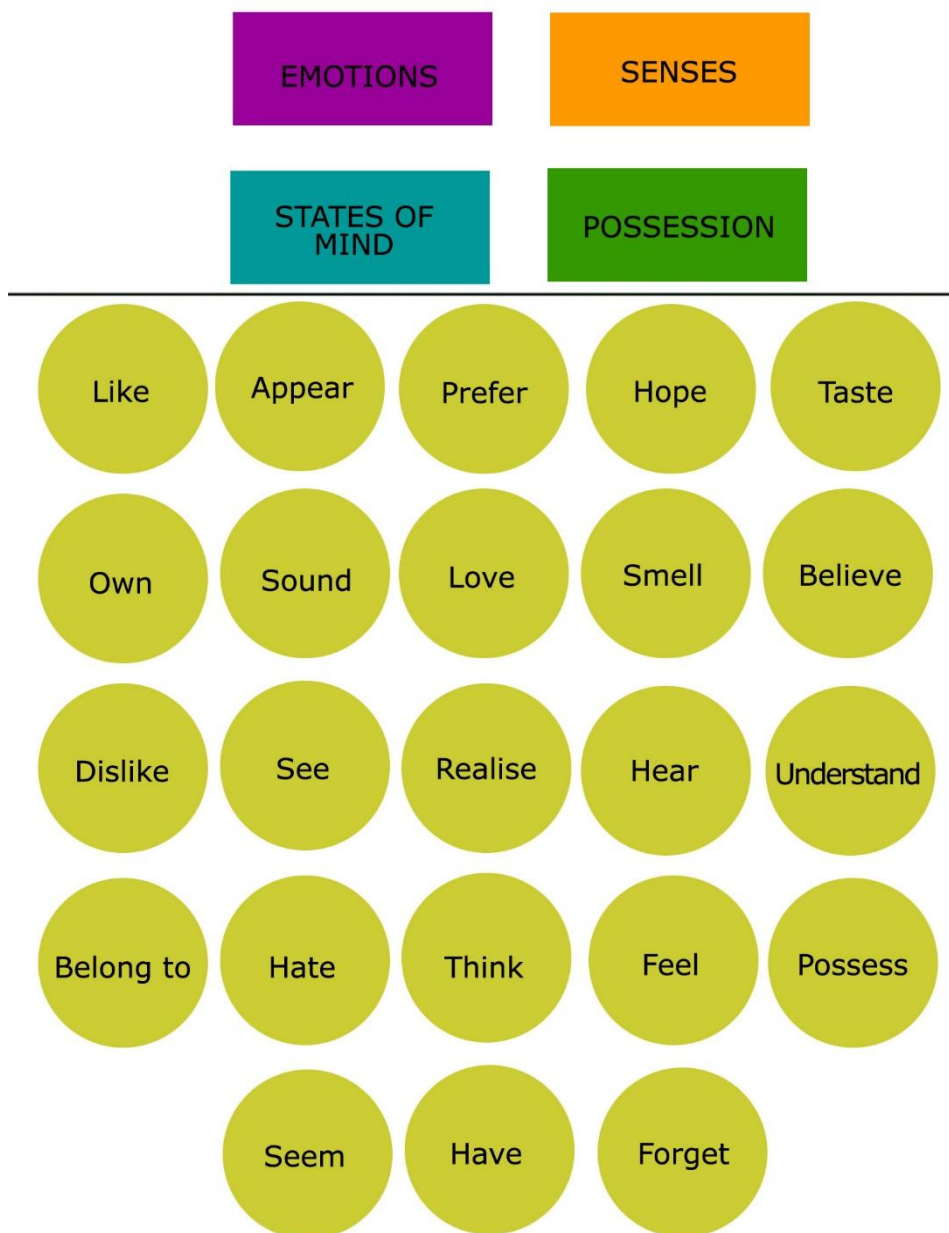 EMOTIONS
SENSES
STATES OF
MIND
POSSESSION
Like
Appear
Prefer
Hope
Taste
Own
Sound
Love
Smell
Believe
Dislike
See
Realise
Hear
Understand
Belong to
Hate
Think
Feel
Possess
Seem
Have
Forget